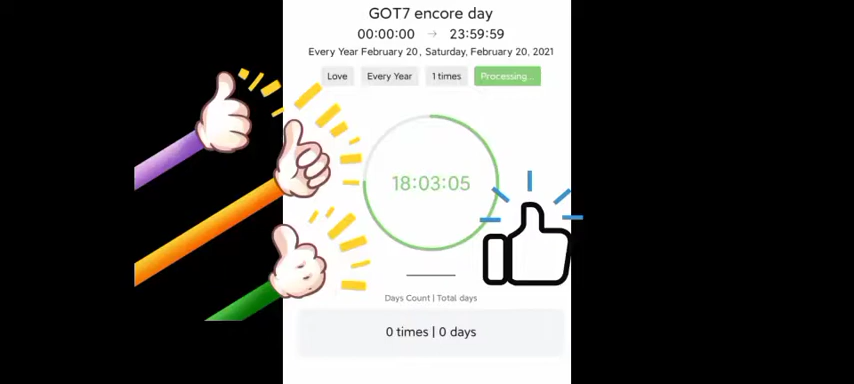 GOT7 encore day
00:00:00 → 23:59:59
Every Year February 20, Saturday, February 20, 2021
Love Every Year 1 times Processing...
18:03:05
Days Count | Total days
0 times | 0 days